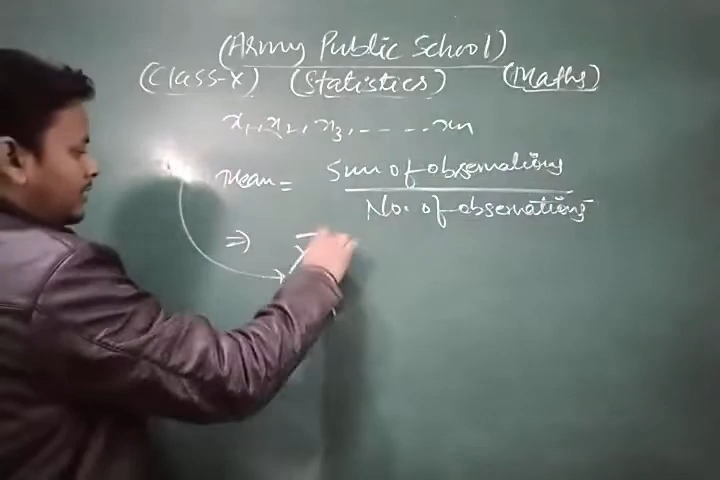 (Army Public School)
(Class-X) (Statistics) (Maths)
x₁, x₂, x₃, ------ xn
Mean = Sum of observations
No. of observations
⇒ x̄